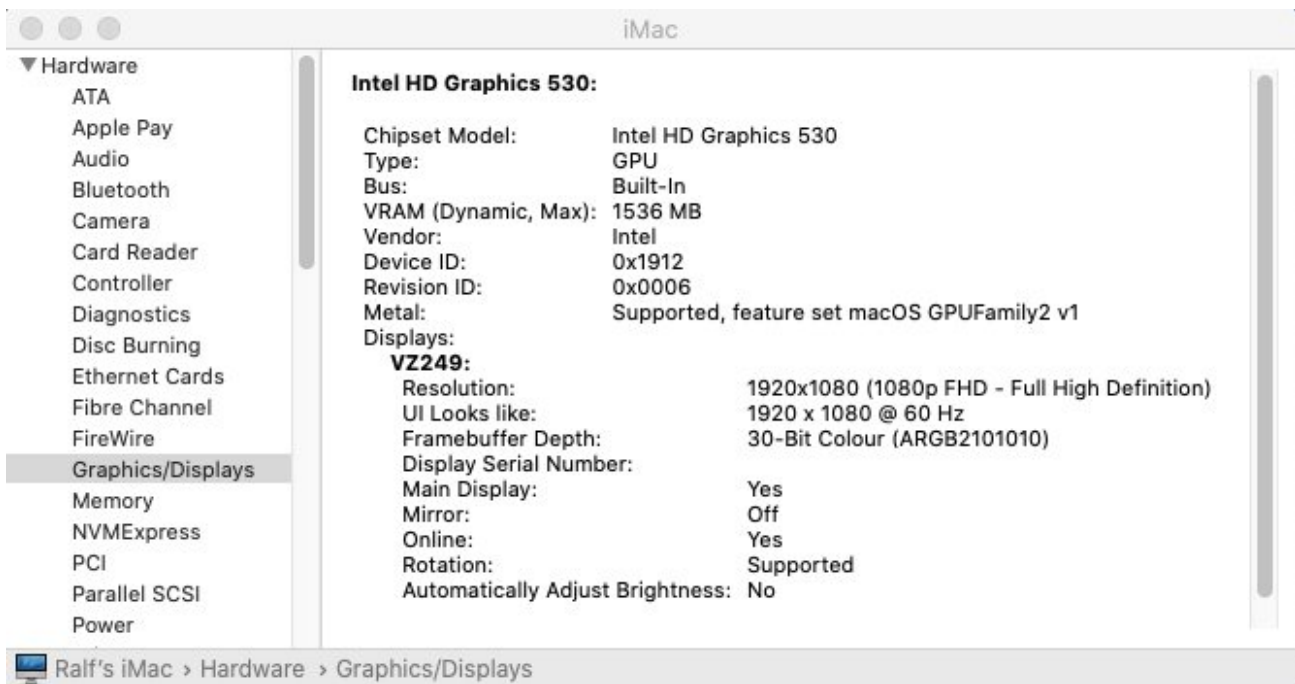 iMac
Hardware
ATA
Apple Pay
Audio
Bluetooth
Camera
Card Reader
Controller
Diagnostics
Disc Burning
Ethernet Cards
Fibre Channel
FireWire
Graphics/Displays
Memory
NVMExpress
PCI
Parallel SCSI
Power
Intel HD Graphics 530:
Chipset Model: Intel HD Graphics 530
Type: GPU
Bus: Built-In
VRAM (Dynamic, Max): 1536 MB
Vendor: Intel
Device ID: 0x1912
Revision ID: 0x0006
Metal: Supported, feature set macOS GPUFamily2 v1
Displays:
VZ249:
Resolution: 1920x1080 (1080p FHD - Full High Definition)
UI Looks like: 1920 x 1080 @ 60 Hz
Framebuffer Depth: 30-Bit Colour (ARGB2101010)
Display Serial Number:
Main Display: Yes
Mirror: Off
Online: Yes
Rotation: Supported
Automatically Adjust Brightness: No
Ralf's iMac › Hardware › Graphics/Displays